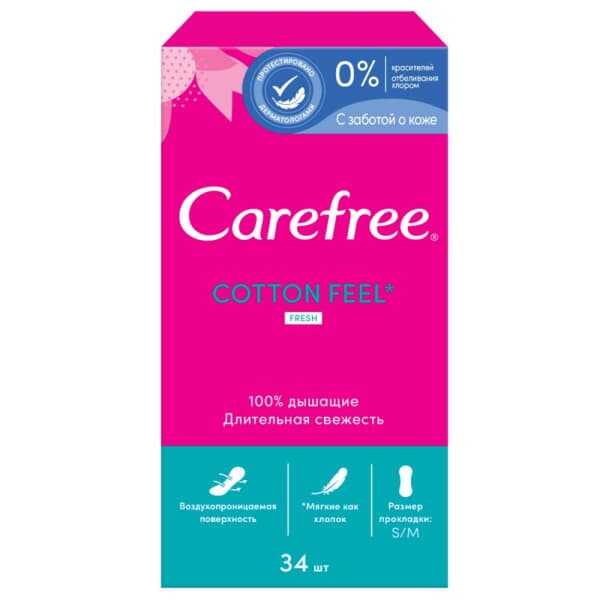 ПРОТЕСТИРОВАНО
ДЕРМАТОЛОГАМИ
0%
красителей
отбеливания
хлором
С заботой о коже
Carefree®
COTTON FEEL*
FRESH
100% дышащие
Длительная свежесть
Воздухопроницаемая
поверхность
*Мягкие как
хлопок
Размер
прокладки:
S/M
34 шт